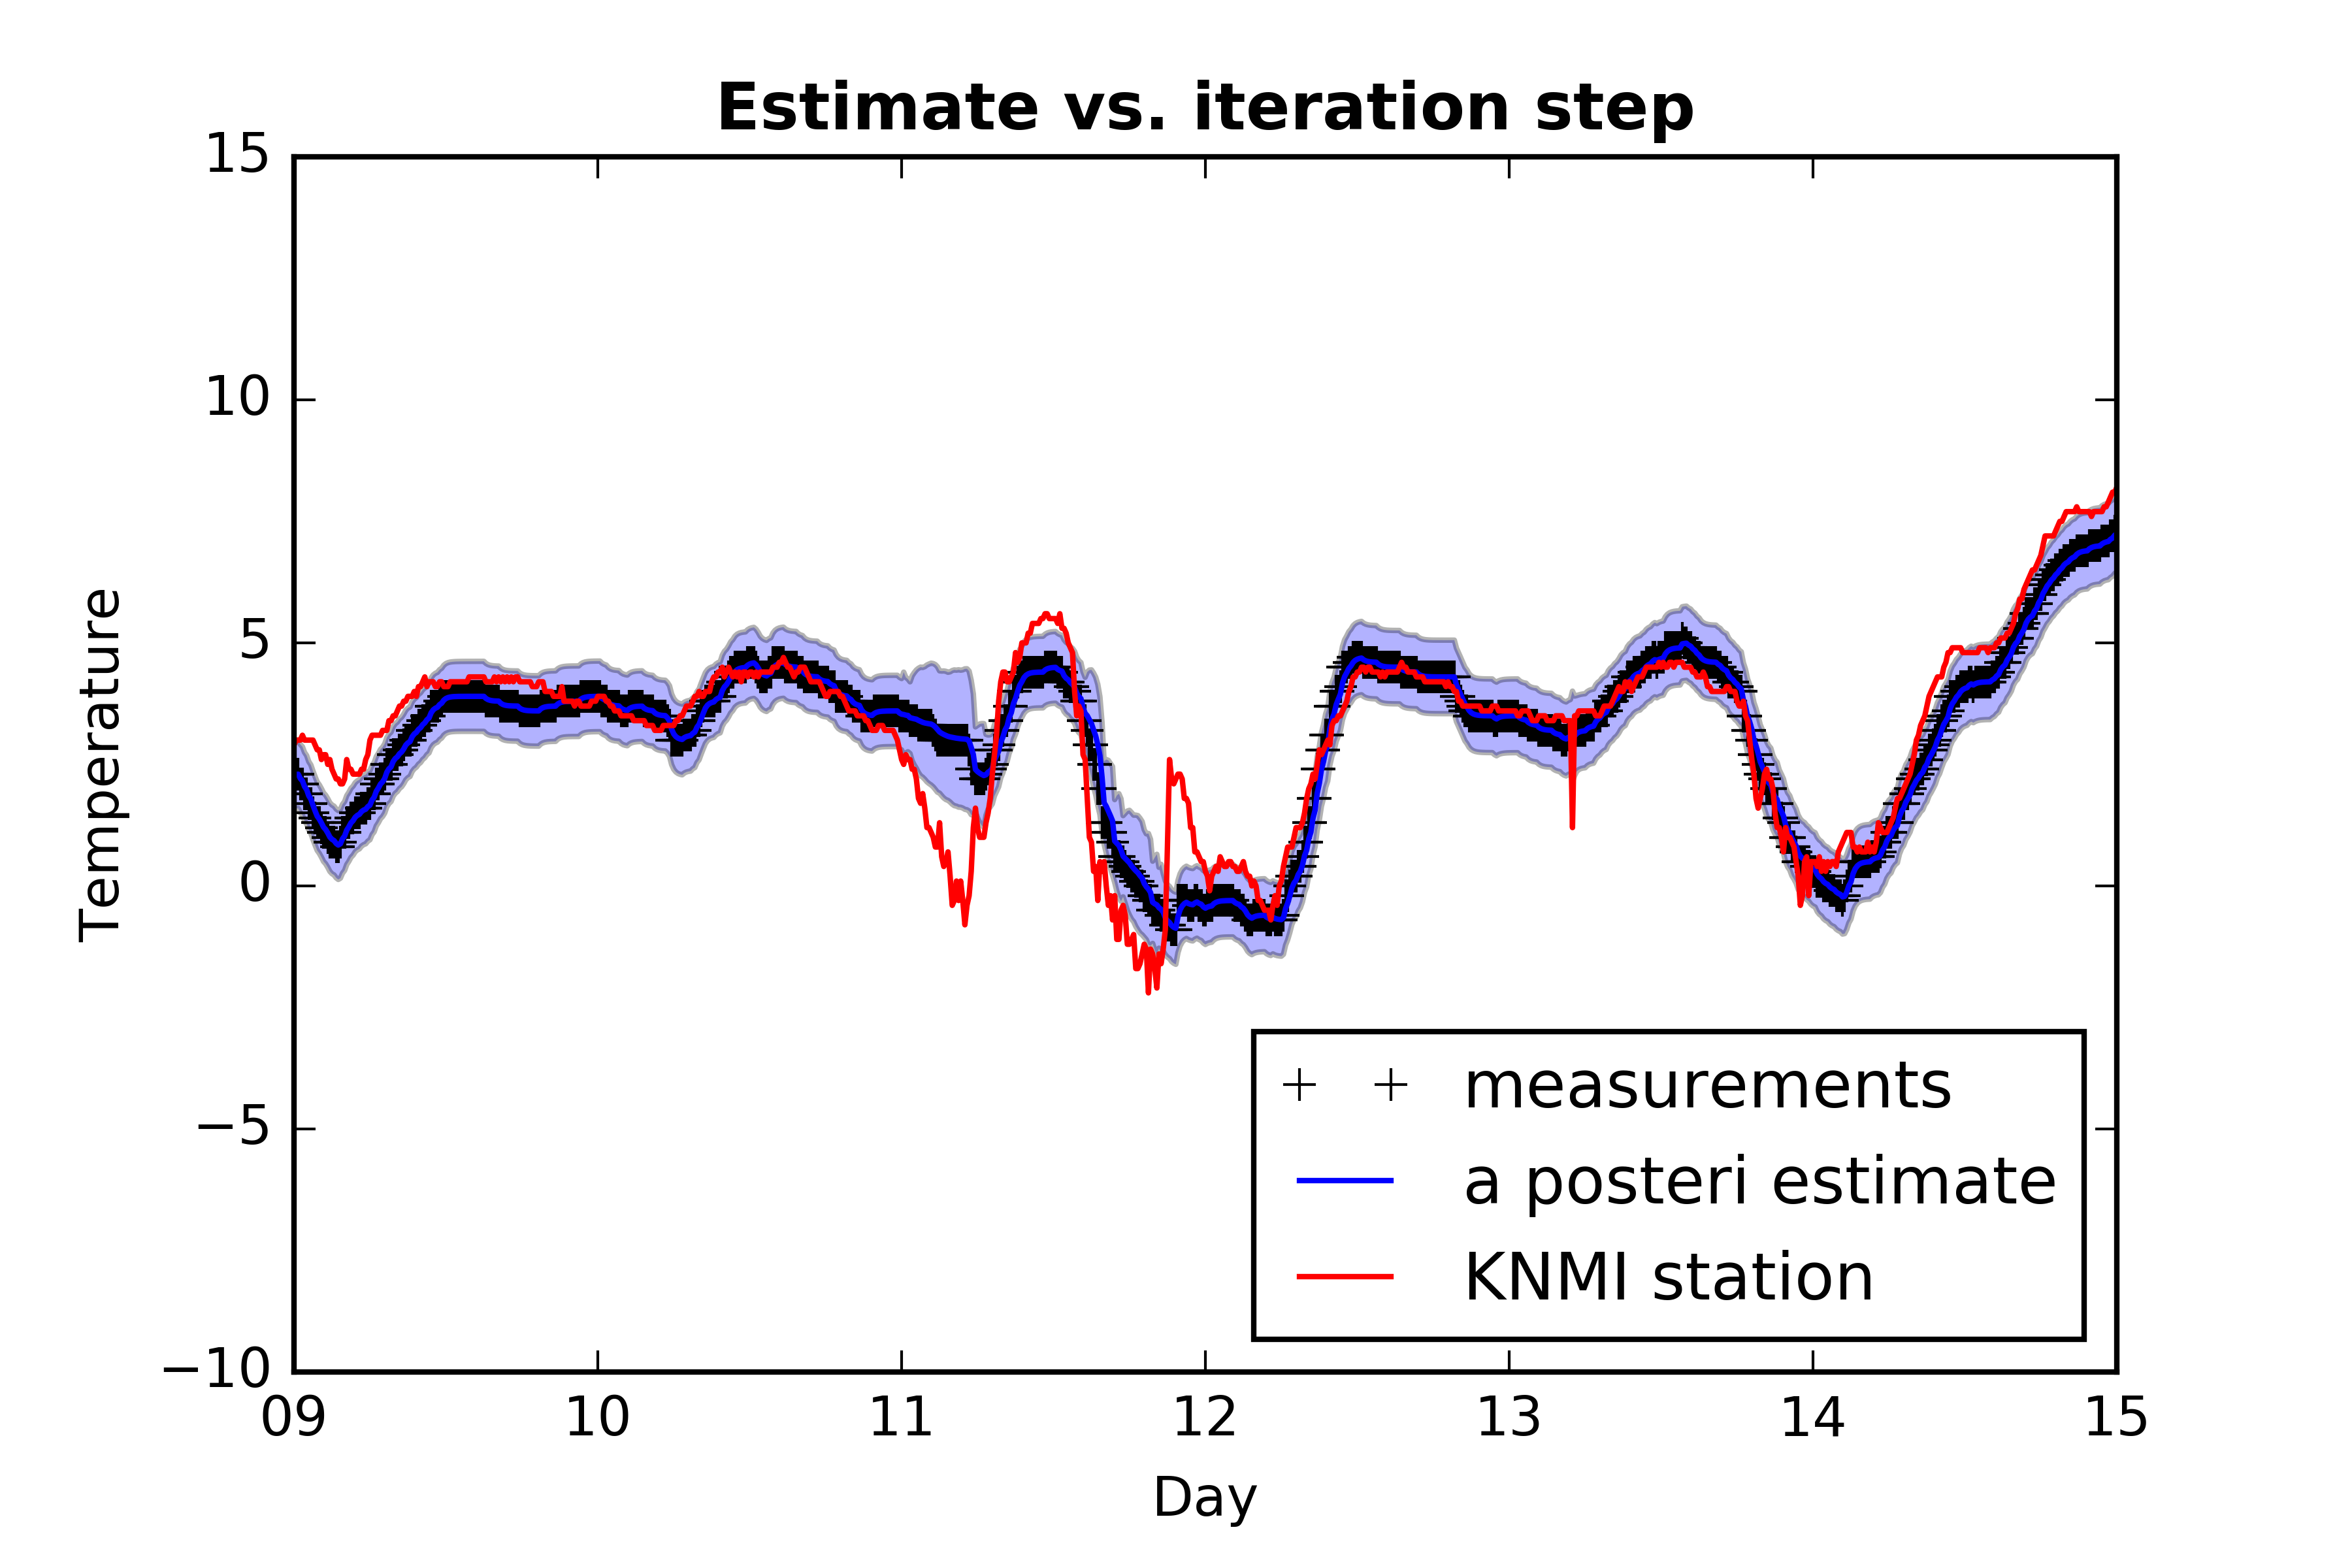 Estimate vs. iteration step
15
10
5
0
−5
−10
Temperature
measurements
a posteri estimate
KNMI station
09 10 11 12 13 14 15
Day